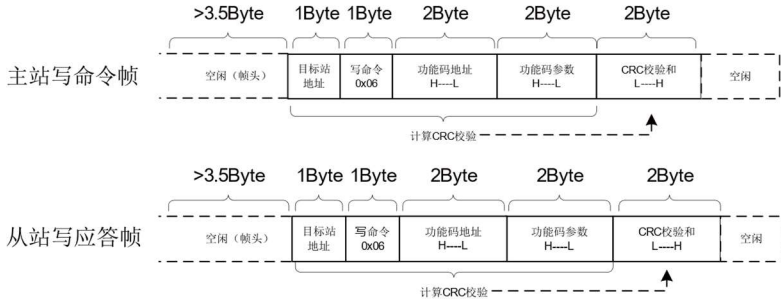 >3.5Byte 1Byte 1Byte 2Byte 2Byte 2Byte
主站写命令帧
空闲（帧头）
目标站
地址
写命令
0x06
功能码地址
H----L
功能码参数
H----L
CRC校验和
L----H
空闲
计算CRC校验
>3.5Byte 1Byte 1Byte 2Byte 2Byte 2Byte
从站写应答帧
空闲（帧头）
目标站
地址
写命令
0x06
功能码地址
H----L
功能码参数
H----L
CRC校验和
L----H
空闲
计算CRC校验